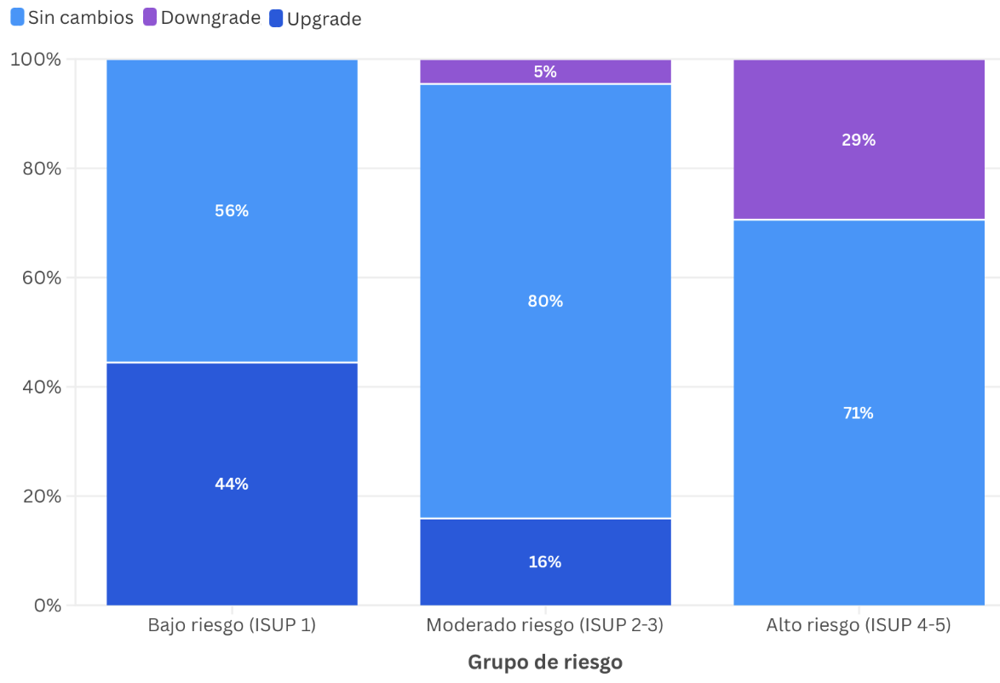 Sin cambios Downgrade Upgrade
100%
80%
60%
40%
20%
0%
56%
44%
5%
80%
16%
29%
71%
Bajo riesgo (ISUP 1)
Moderado riesgo (ISUP 2-3)
Alto riesgo (ISUP 4-5)
Grupo de riesgo